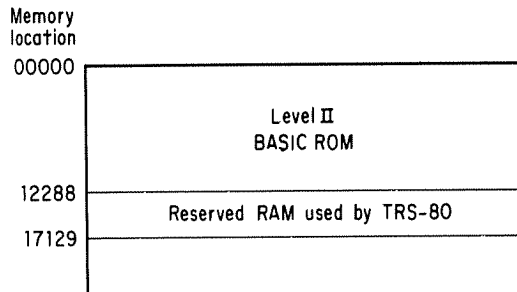 Memory
location
00000
Level II
BASIC ROM
12288
Reserved RAM used by TRS-80
17129